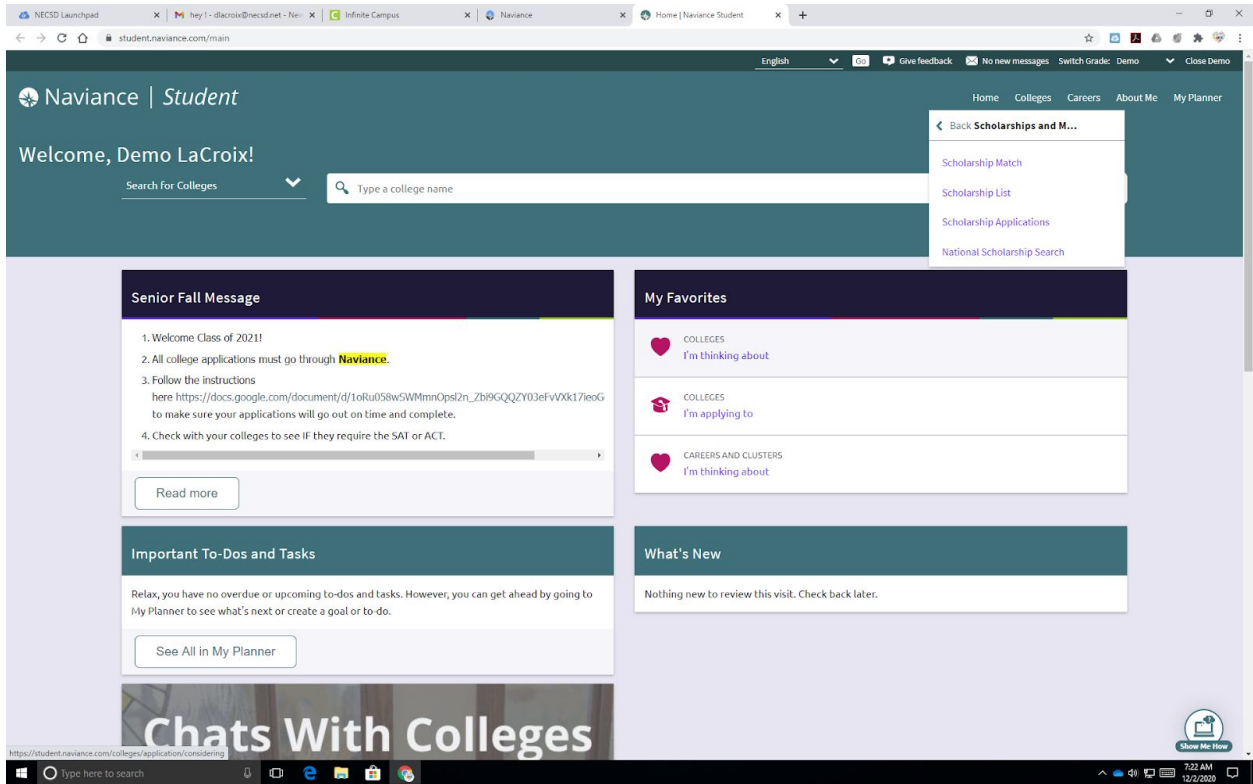 NECSD Launchpad
hey ! - dlacroix@necsd.net - New
Infinite Campus
Naviance
Home | Naviance Student
student.naviance.com/main
English
Go
Give feedback
No new messages
Switch Grade: Demo
Close Demo
Naviance | Student
Home Colleges Careers About Me My Planner
Back Scholarships and M...
Scholarship Match
Scholarship List
Scholarship Applications
National Scholarship Search
Welcome, Demo LaCroix!
Search for Colleges
Type a college name
Senior Fall Message
1. Welcome Class of 2021!
2. All college applications must go through Naviance.
3. Follow the instructions
here https://docs.google.com/document/d/1oRu058wSWMmnOpsl2n_Zbi9GQQZY03eFvVXk17ieoG
to make sure your applications will go out on time and complete.
4. Check with your colleges to see IF they require the SAT or ACT.
Read more
My Favorites
COLLEGES
I'm thinking about
COLLEGES
I'm applying to
CAREERS AND CLUSTERS
I'm thinking about
Important To-Dos and Tasks
Relax, you have no overdue or upcoming to-dos and tasks. However, you can get ahead by going to
My Planner to see what's next or create a goal or to-do.
See All in My Planner
What's New
Nothing new to review this visit. Check back later.
Chats With Colleges
Show Me How
https://student.naviance.com/colleges/application/considering
Type here to search
7:22 AM
12/2/2020